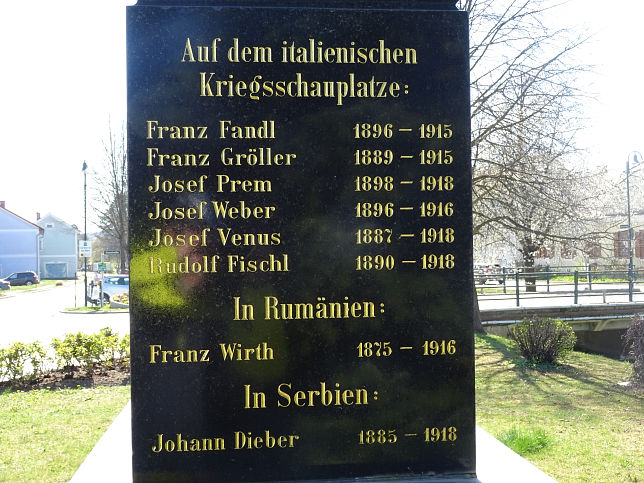 Auf dem italienischen
Kriegsschauplatze:
Franz Fandl 1896 – 1915
Franz Gröller 1889 – 1915
Josef Prem 1898 – 1918
Josef Weber 1896 – 1916
Josef Venus 1887 – 1918
Rudolf Fischl 1890 – 1918
In Rumänien:
Franz Wirth 1875 – 1916
In Serbien:
Johann Dieber 1885 – 1918